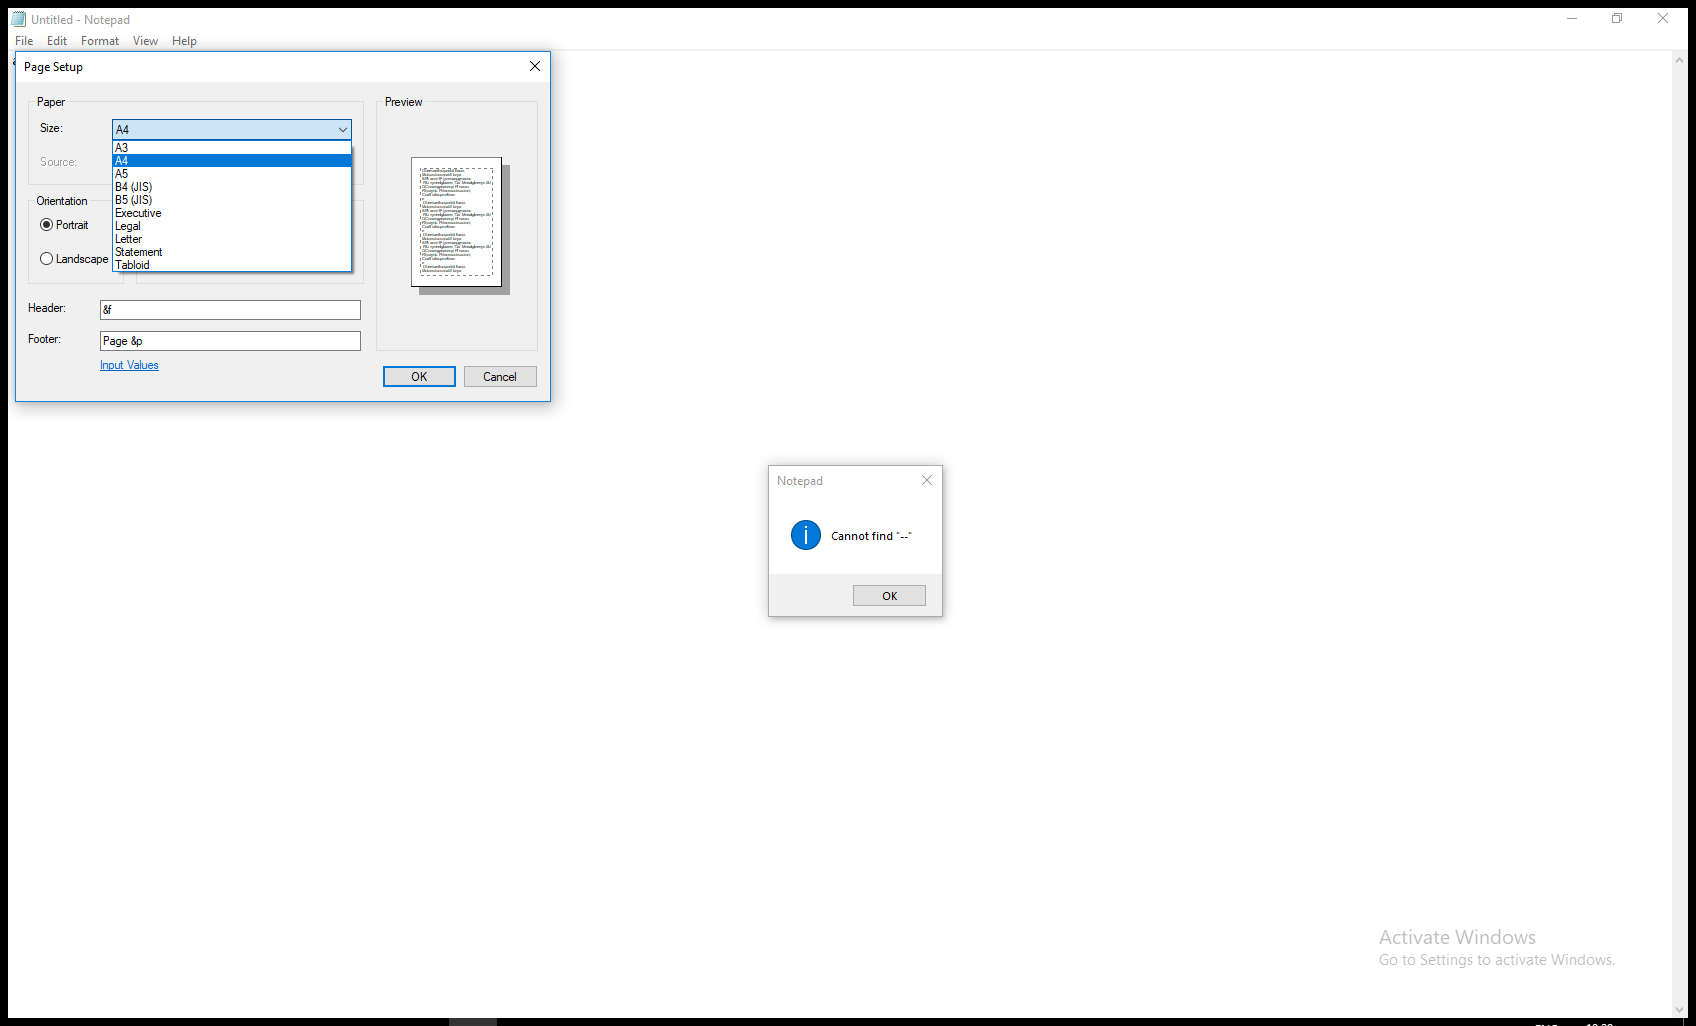 Untitled - Notepad
File Edit Format View Help
Page Setup
Paper
Preview
Size:
A4
A3
A4
Source:
A5
B4 (JIS)
B5 (JIS)
Orientation
Executive
Portrait
Legal
Letter
Statement
Landscape
Tabloid
Header:
&f
Footer:
Page &p
Input Values
OK
Cancel
Notepad
Cannot find "--"
OK
Activate Windows
Go to Settings to activate Windows.